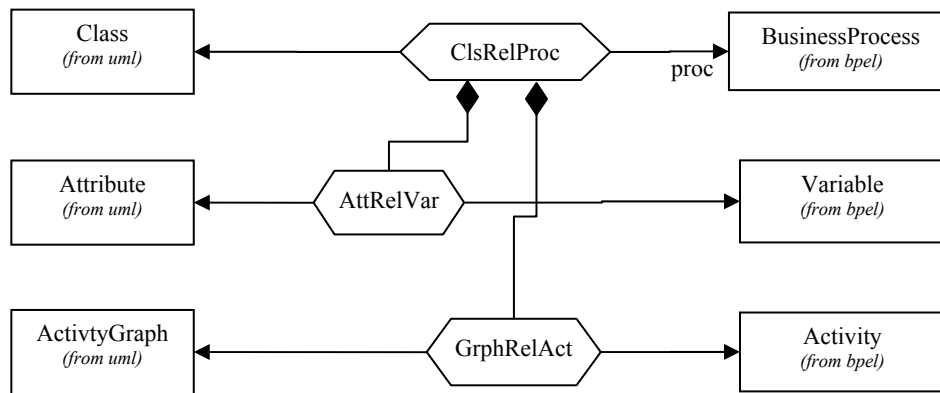 Class
(from uml)
ClsRelProc
proc
BusinessProcess
(from bpel)
Attribute
(from uml)
AttRelVar
Variable
(from bpel)
ActivtyGraph
(from uml)
GrphRelAct
Activity
(from bpel)